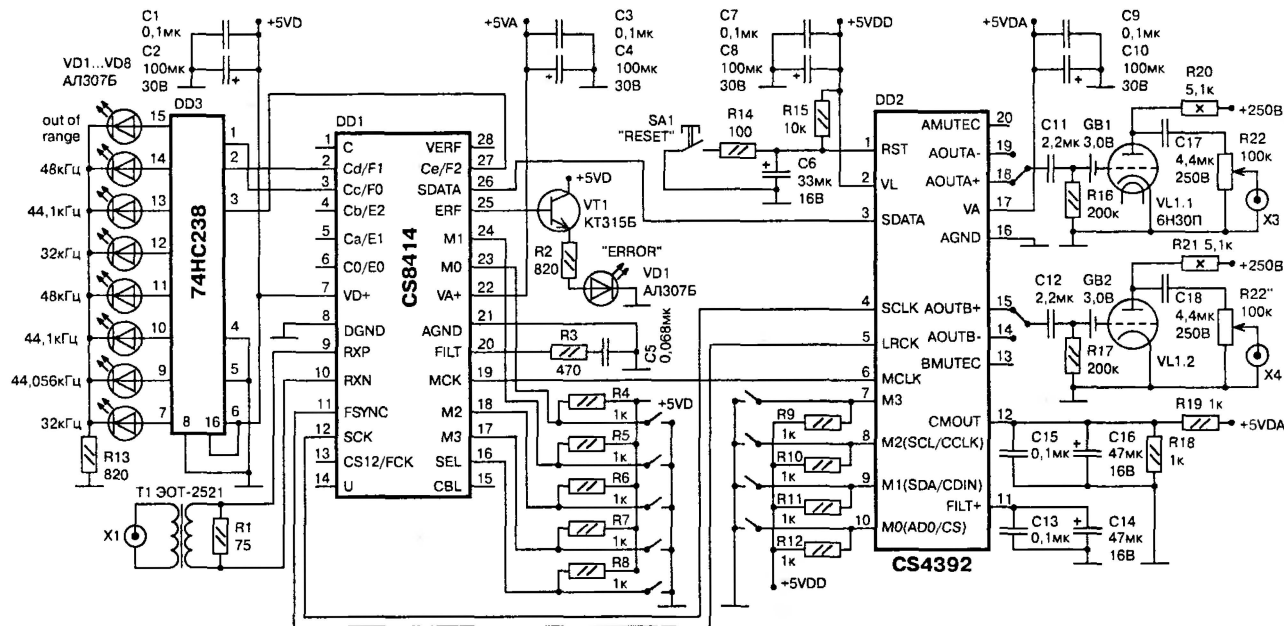 C1
0,1мк
C2
100мк
30В
+5VD
+5VA
C3
0,1мк
C4
100мк
30В
C7
0,1мк
C8
100мк
30В
+5VDD
+5VDA
C9
0,1мк
C10
100мк
30В
VD1...VD8
АЛ307Б
DD3
74HC238
out of
range
48кГц
44,1кГц
32кГц
48кГц
44,1кГц
44,056кГц
32кГц
15
14
13
12
11
10
9
7
1
2
3
4
5
6
8
16
R13
820
T1 ЭОТ-2521
X1
R1
75
DD1
CS8414
1 C
2 Cd/F1
3 Cc/F0
4 Cb/E2
5 Ca/E1
6 C0/E0
7 VD+
8 DGND
9 RXP
10 RXN
11 FSYNC
12 SCK
13 CS12/FCK
14 U
VERF 28
Ce/F2 27
SDATA 26
ERF 25
M1 24
M0 23
VA+ 22
AGND 21
FILT 20
MCK 19
M2 18
M3 17
SEL 16
CBL 15
+5VD
VT1
КТ315Б
R2
820
"ERROR"
VD1
АЛ307Б
R3
470
C5
0,068мк
R4
1к
R5
1к
R6
1к
R7
1к
R8
1к
+5VD
SA1
"RESET"
R14
100
R15
10к
C6
33мк
16В
DD2
CS4392
1 RST
2 VL
3 SDATA
4 SCLK
5 LRCK
6 MCLK
7 M3
8 M2(SCL/CCLK)
9 M1(SDA/CDIN)
10 M0(AD0/CS)
AMUTEC 20
AOUTA- 19
AOUTA+ 18
VA 17
AGND 16
AOUTB+ 15
AOUTB- 14
BMUTEC 13
CMOUT 12
FILT+ 11
R9
1к
R10
1к
R11
1к
R12
1к
+5VDD
C11
2,2мк
GB1
3,0В
R16
200к
R20
5,1к
+250В
C17
4,4мк
250В
R22
100к
VL1.1
6Н30П
X3
C12
2,2мк
GB2
3,0В
R17
200к
R21 5,1к
+250В
C18
4,4мк
250В
R22"
100к
VL1.2
X4
R19 1к
+5VDA
C15
0,1мк
C16
47мк
16В
R18
1к
C13
0,1мк
C14
47мк
16В